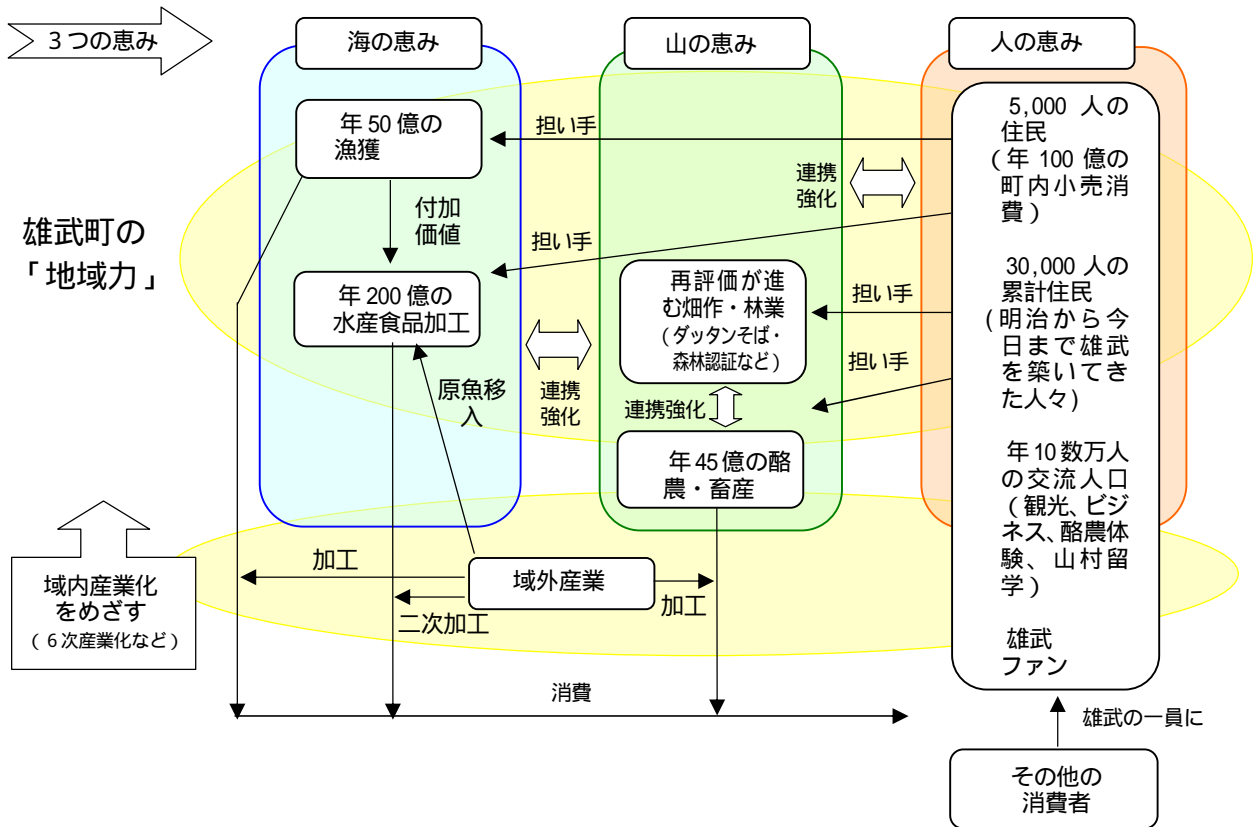 3つの恵み
海の恵み
山の恵み
人の恵み
雄武町の
「地域力」
年50億の
漁獲
付加
価値
年200億の
水産食品加工
原魚移
入
担い手
担い手
連携
強化
連携
強化
再評価が進
む畑作・林業
(ダッタンそば・
森林認証など)
担い手
担い手
連携強化
年45億の酪
農・畜産
5,000 人の
住民
(年 100 億の
町内小売消
費)
30,000 人の
累計住民
(明治から今
日まで雄武
を築いてき
た人々)
年10数万人
の交流人口
(観光、ビジ
ネス、酪農体
験、山村留
学)
雄武
ファン
域内産業化
をめざす
(6次産業化など)
加工
域外産業
二次加工
加工
消費
雄武の一員に
その他の
消費者